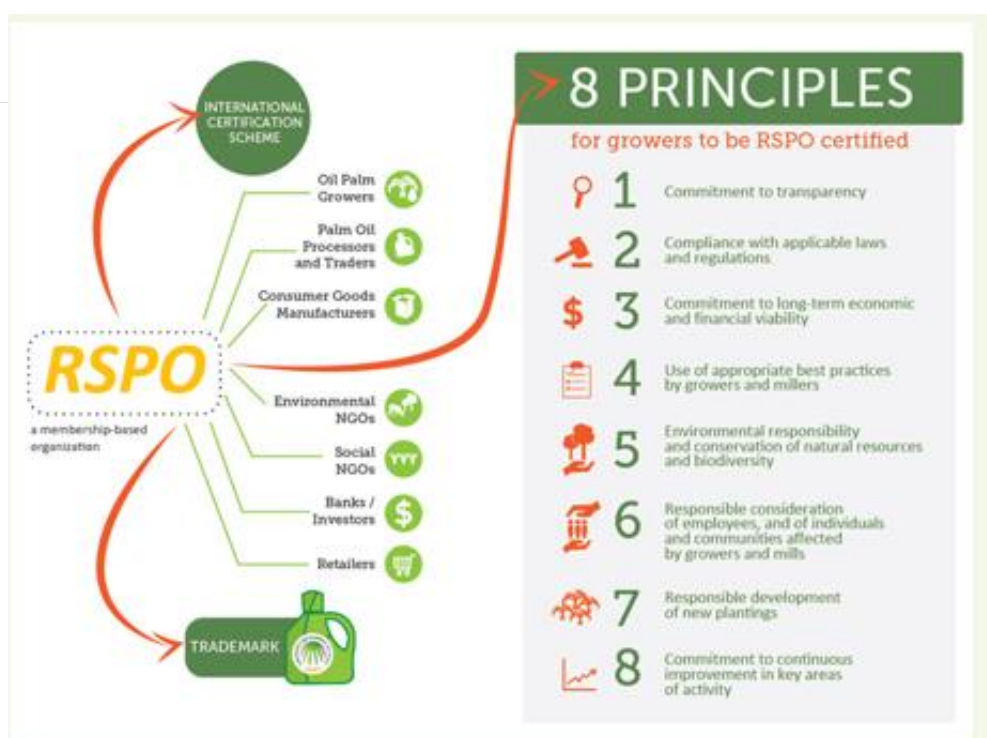 INTERNATIONAL
CERTIFICATION
SCHEME
Oil Palm
Growers
Palm Oil
Processors
and Traders
Consumer Goods
Manufacturers
RSPO
a membership-based
organization
Environmental
NGOs
Social
NGOs
Banks /
Investors
Retailers
TRADEMARK
8 PRINCIPLES
for growers to be RSPO certified
1 Commitment to transparency
2 Compliance with applicable laws
and regulations
3 Commitment to long-term economic
and financial viability
4 Use of appropriate best practices
by growers and millers
5 Environmental responsibility
and conservation of natural resources
and biodiversity
6 Responsible consideration
of employees, and of individuals
and communities affected
by growers and mills
7 Responsible development
of new plantings
8 Commitment to continuous
improvement in key areas
of activity